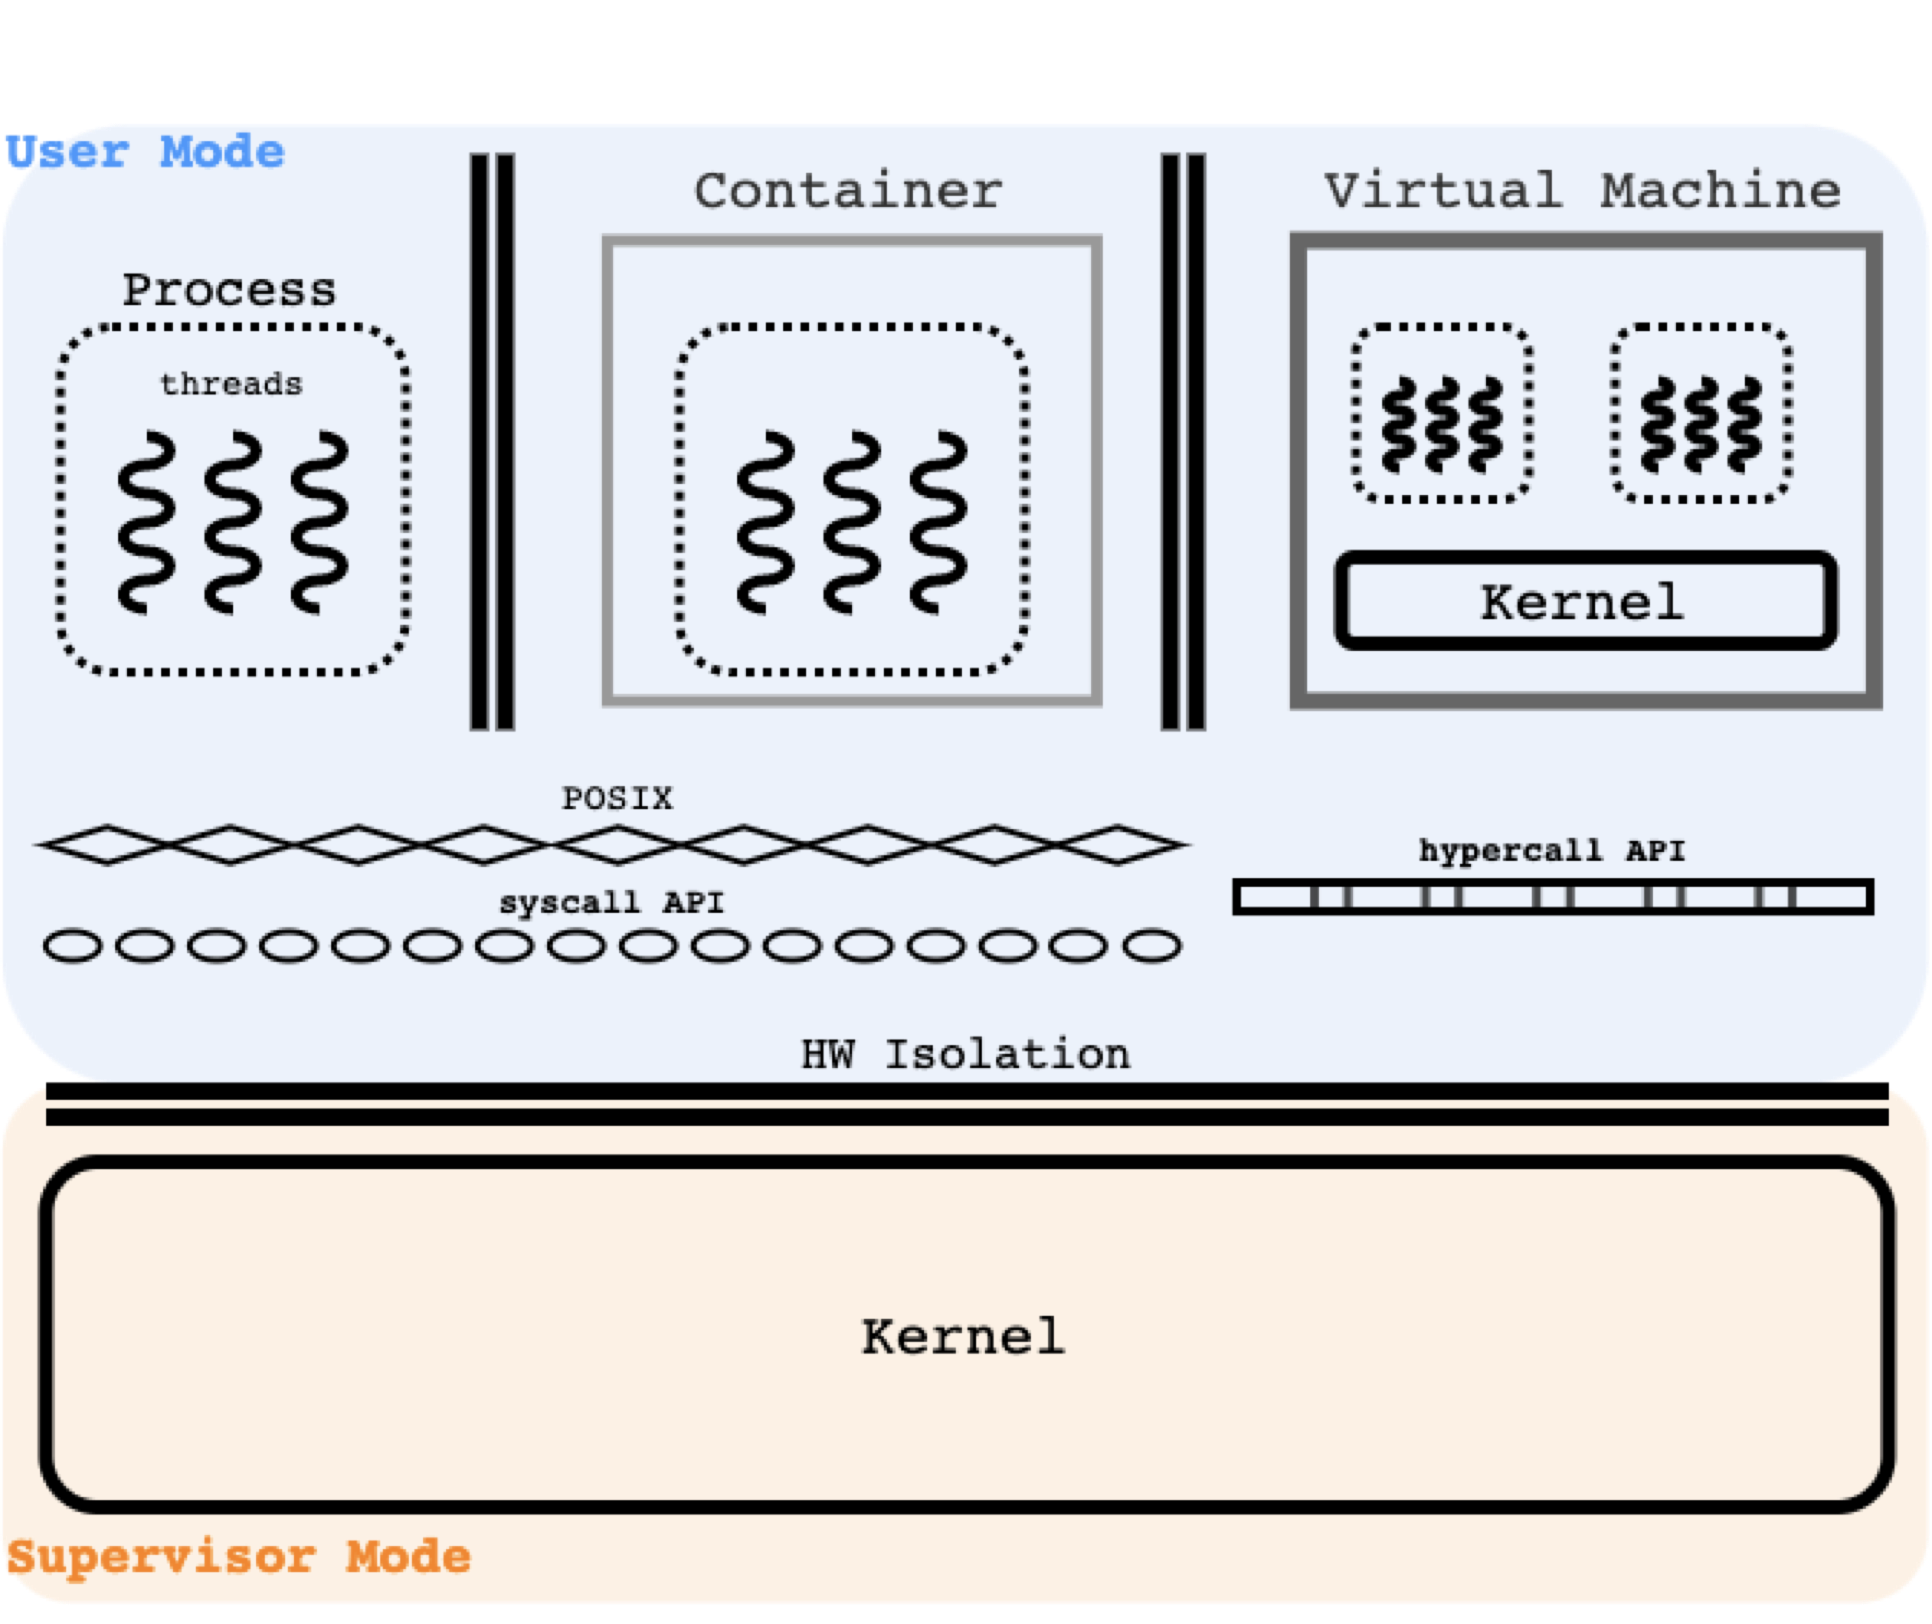 User Mode
Container
Virtual Machine
Process
threads
Kernel
POSIX
hypercall API
syscall API
HW Isolation
Kernel
Supervisor Mode